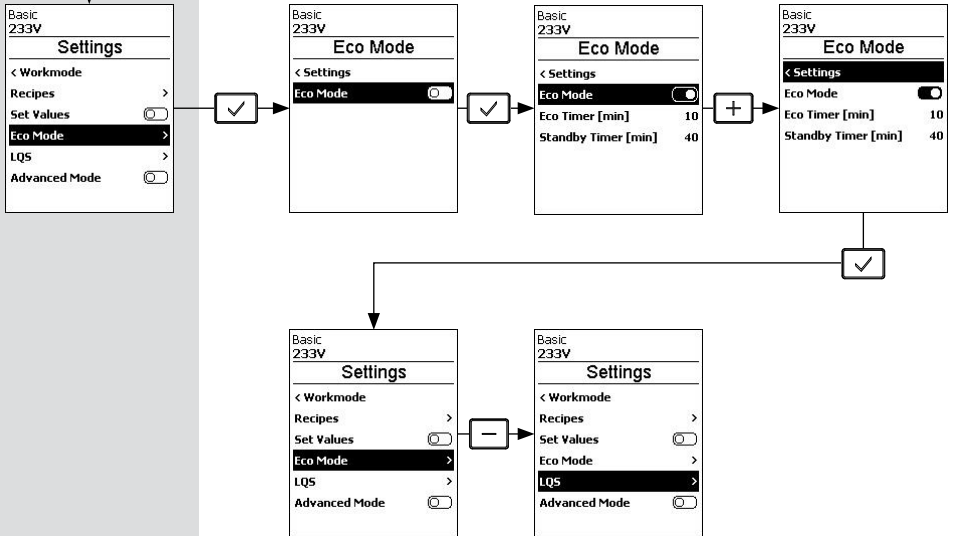 Basic
233V
Settings
< Workmode
Recipes >
Set Values
Eco Mode >
LQS >
Advanced Mode
Basic
233V
Eco Mode
< Settings
Eco Mode
Basic
233V
Eco Mode
< Settings
Eco Mode
Eco Timer [min] 10
Standby Timer [min] 40
Basic
233V
Eco Mode
< Settings
Eco Mode
Eco Timer [min] 10
Standby Timer [min] 40
Basic
233V
Settings
< Workmode
Recipes >
Set Values
Eco Mode >
LQS >
Advanced Mode
Basic
233V
Settings
< Workmode
Recipes >
Set Values
Eco Mode >
LQS >
Advanced Mode